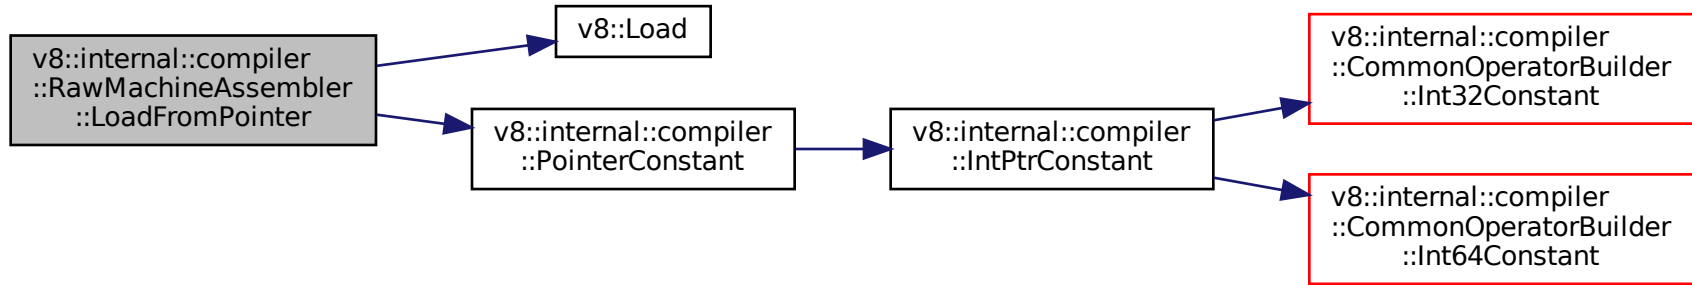 v8::internal::compiler
::RawMachineAssembler
::LoadFromPointer
v8::Load
v8::internal::compiler
::PointerConstant
v8::internal::compiler
::IntPtrConstant
v8::internal::compiler
::CommonOperatorBuilder
::Int32Constant
v8::internal::compiler
::CommonOperatorBuilder
::Int64Constant